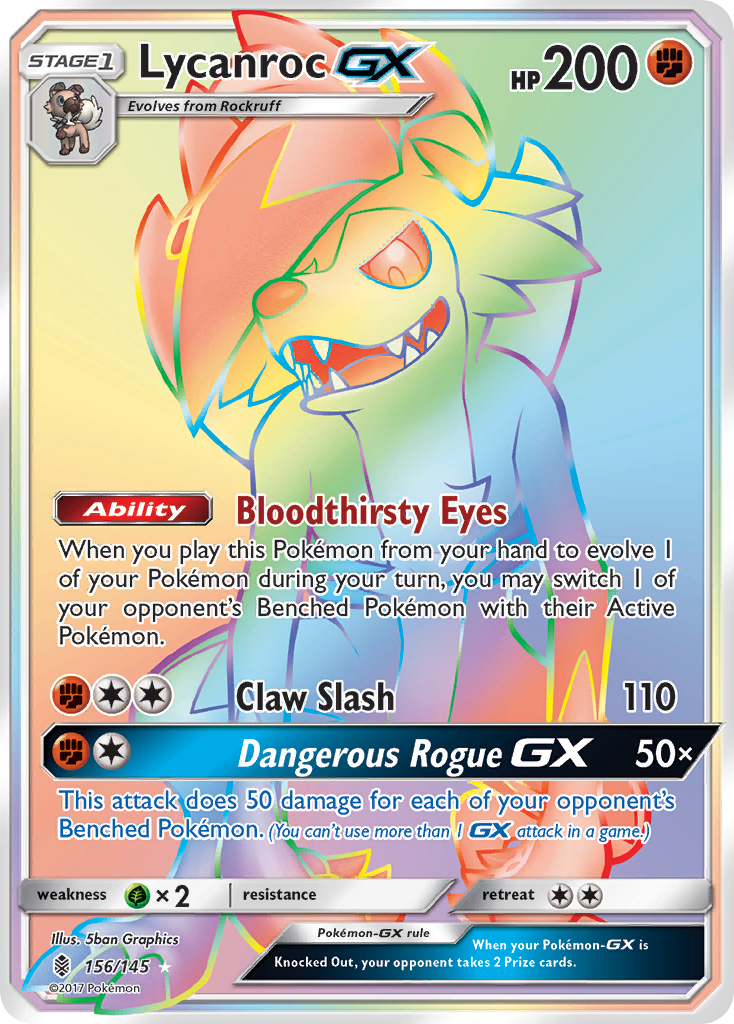 STAGE 1 Lycanroc GX HP 200
Evolves from Rockruff
Ability Bloodthirsty Eyes
When you play this Pokémon from your hand to evolve 1
of your Pokémon during your turn, you may switch 1 of
your opponent's Benched Pokémon with their Active
Pokémon.
Claw Slash 110
Dangerous Rogue GX 50×
This attack does 50 damage for each of your opponent's
Benched Pokémon. (You can't use more than 1 GX attack in a game.)
weakness ×2 resistance retreat
Illus. 5ban Graphics
156/145
©2017 Pokémon
Pokémon-GX rule
When your Pokémon-GX is
Knocked Out, your opponent takes 2 Prize cards.